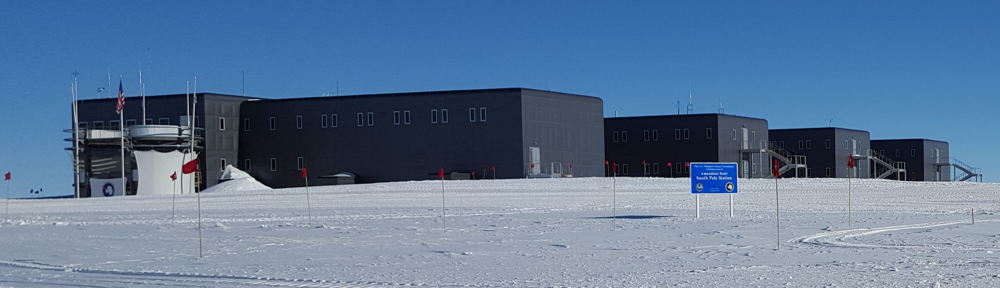 The U.S. National Science Foundation
welcomes you to
Amundsen-Scott
South Pole Station